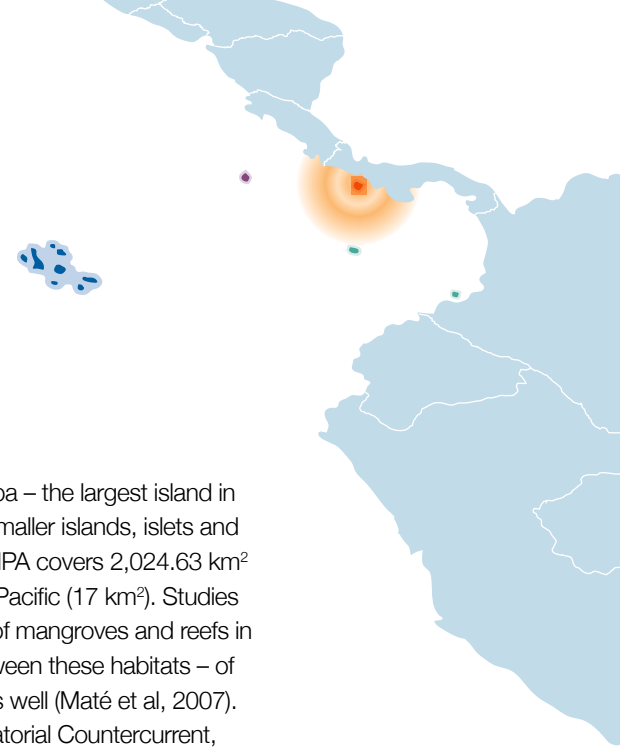 ba – the largest island in
maller islands, islets and
IPA covers 2,024.63 km²
Pacific (17 km²). Studies
of mangroves and reefs in
ween these habitats – of
s well (Maté et al, 2007).
atorial Countercurrent,